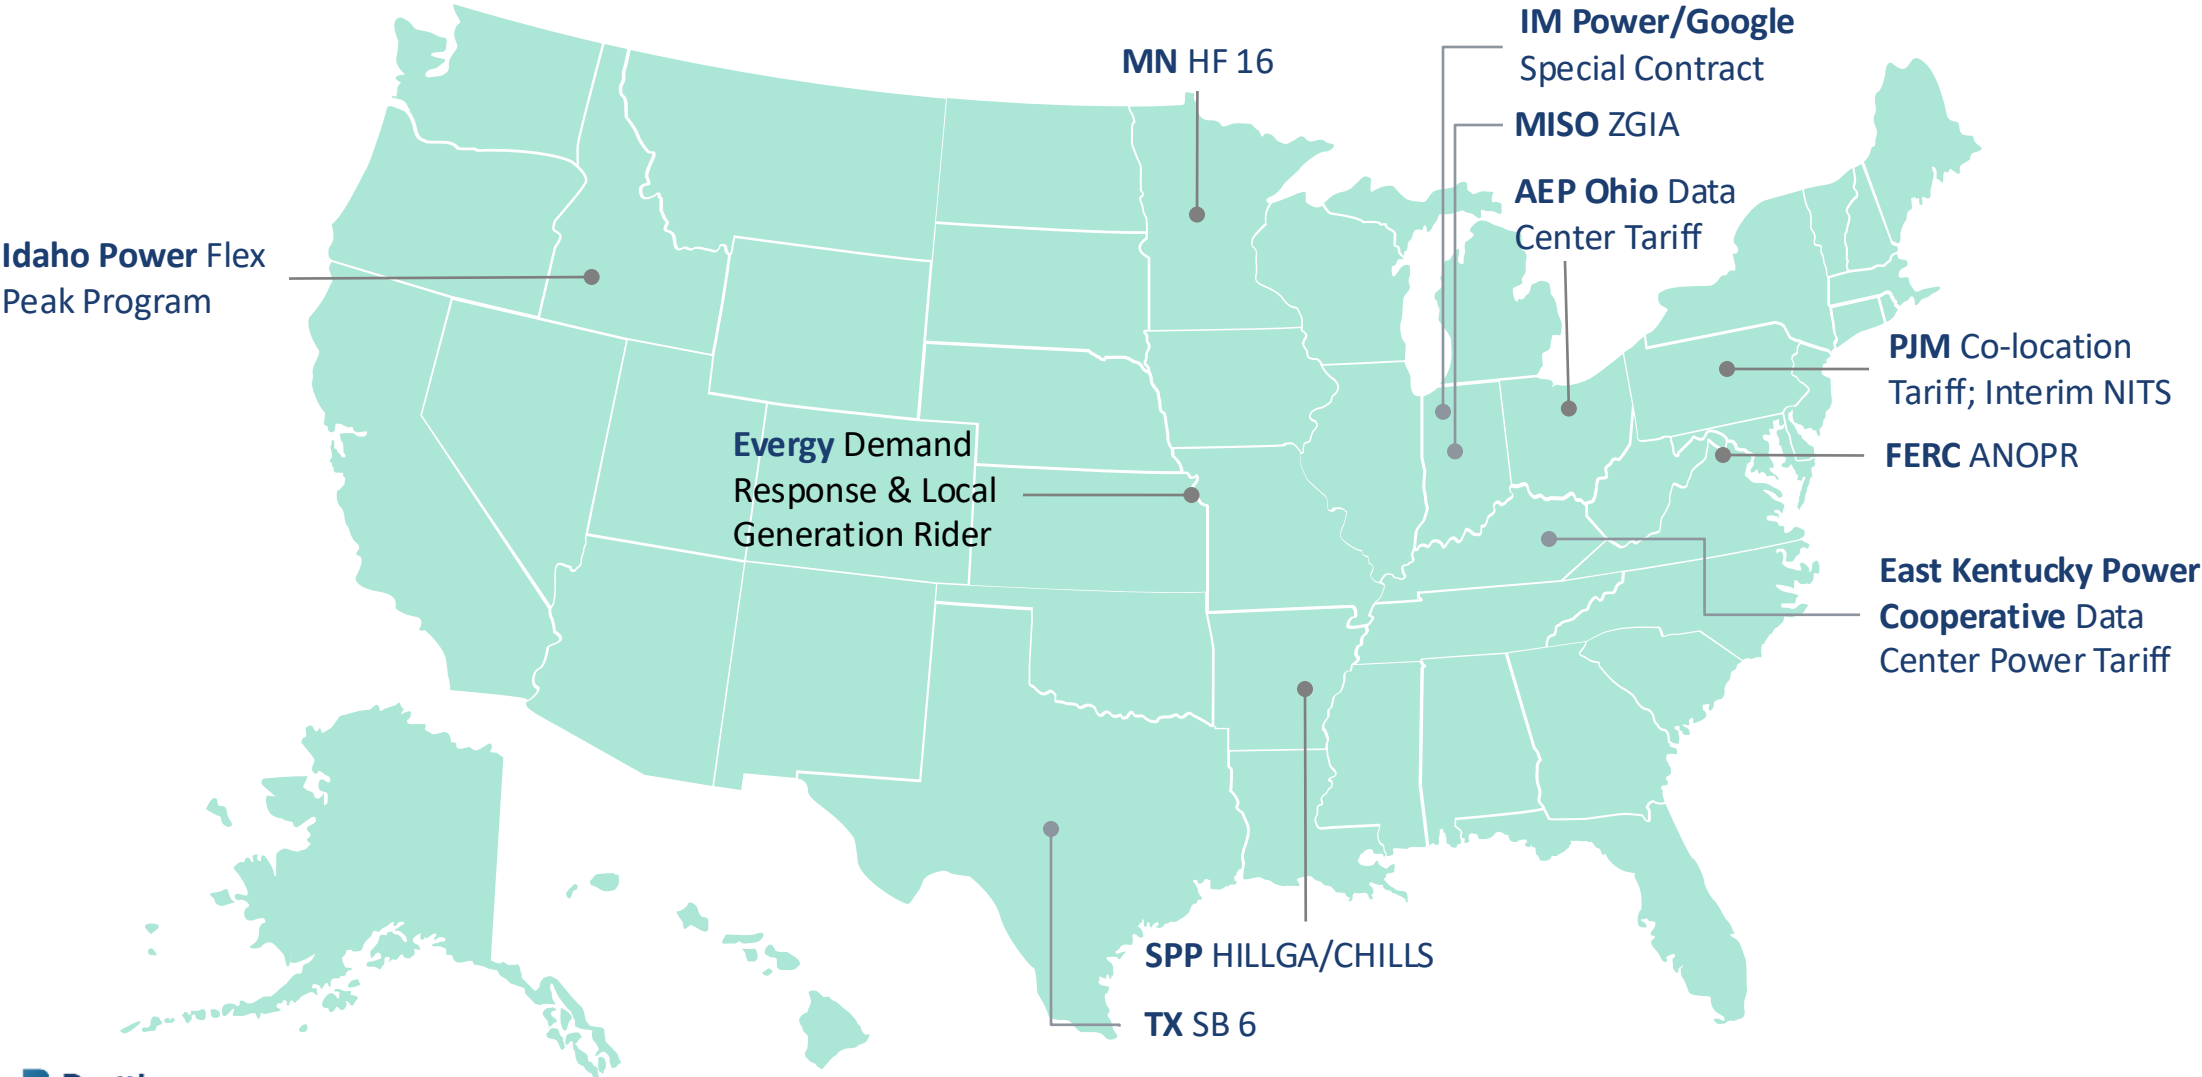 IM Power/Google
Special Contract
MN HF 16
MISO ZGIA
AEP Ohio Data
Center Tariff
Idaho Power Flex
Peak Program
PJM Co-location
Tariff; Interim NITS
Evergy Demand
Response & Local
Generation Rider
FERC ANOPR
East Kentucky Power
Cooperative Data
Center Power Tariff
SPP HILLGA/CHILLS
TX SB 6